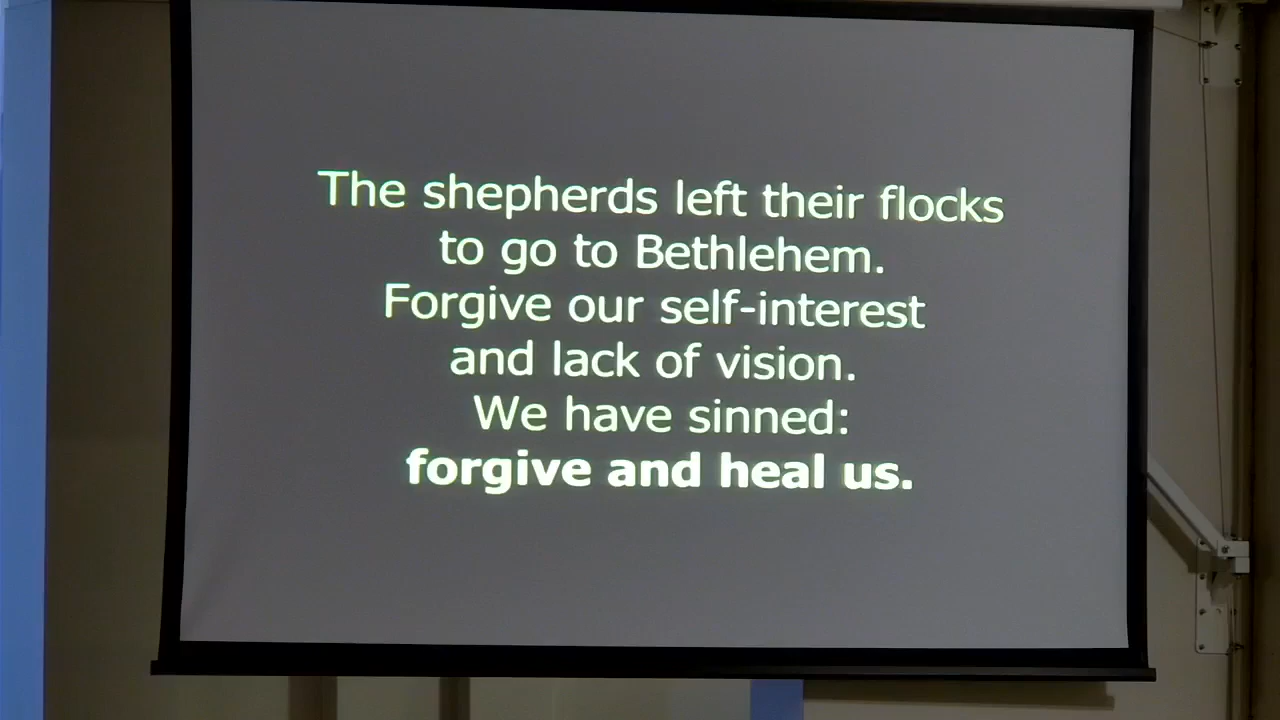 The shepherds left their flocks
to go to Bethlehem.
Forgive our self-interest
and lack of vision.
We have sinned:
forgive and heal us.